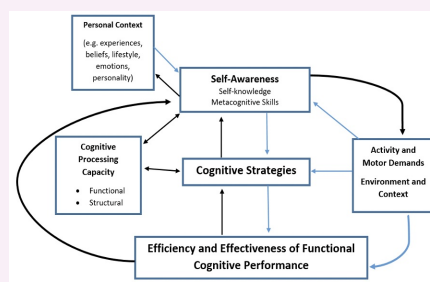 Personal Context
(e.g. experiences,
beliefs, lifestyle,
emotions,
personality)
Self-Awareness
Self-knowledge
Metacognitive Skills
Cognitive
Processing
Capacity
• Functional
• Structural
Cognitive Strategies
Activity and
Motor Demands
Environment and
Context
Efficiency and Effectiveness of Functional
Cognitive Performance